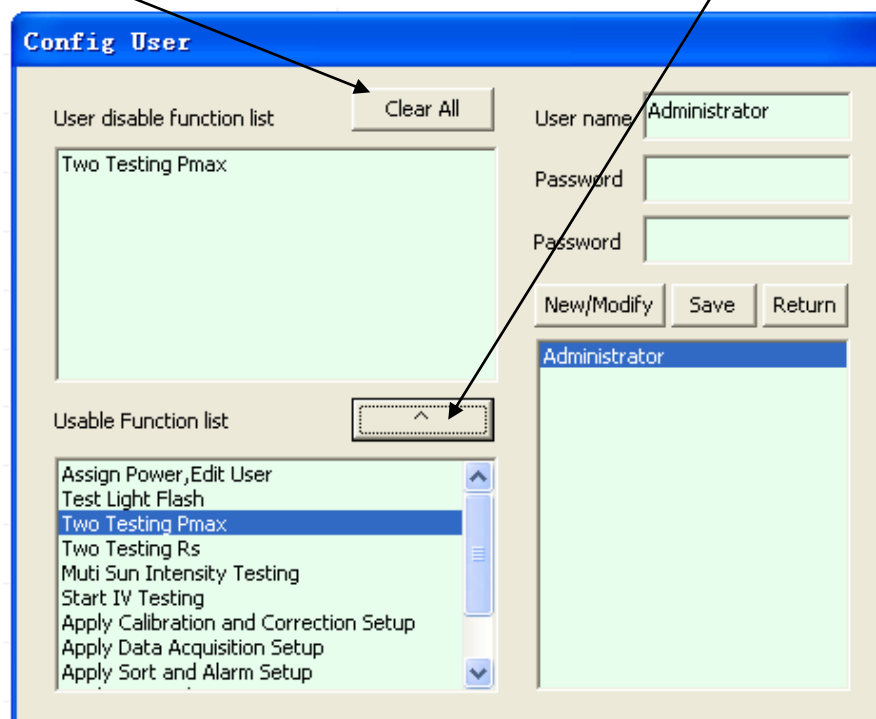 Config User
User disable function list
Clear All
Two Testing Pmax
User name
Administrator
Password
Password
New/Modify
Save
Return
Administrator
Usable Function list
^
Assign Power,Edit User
Test Light Flash
Two Testing Pmax
Two Testing Rs
Muti Sun Intensity Testing
Start IV Testing
Apply Calibration and Correction Setup
Apply Data Acquisition Setup
Apply Sort and Alarm Setup